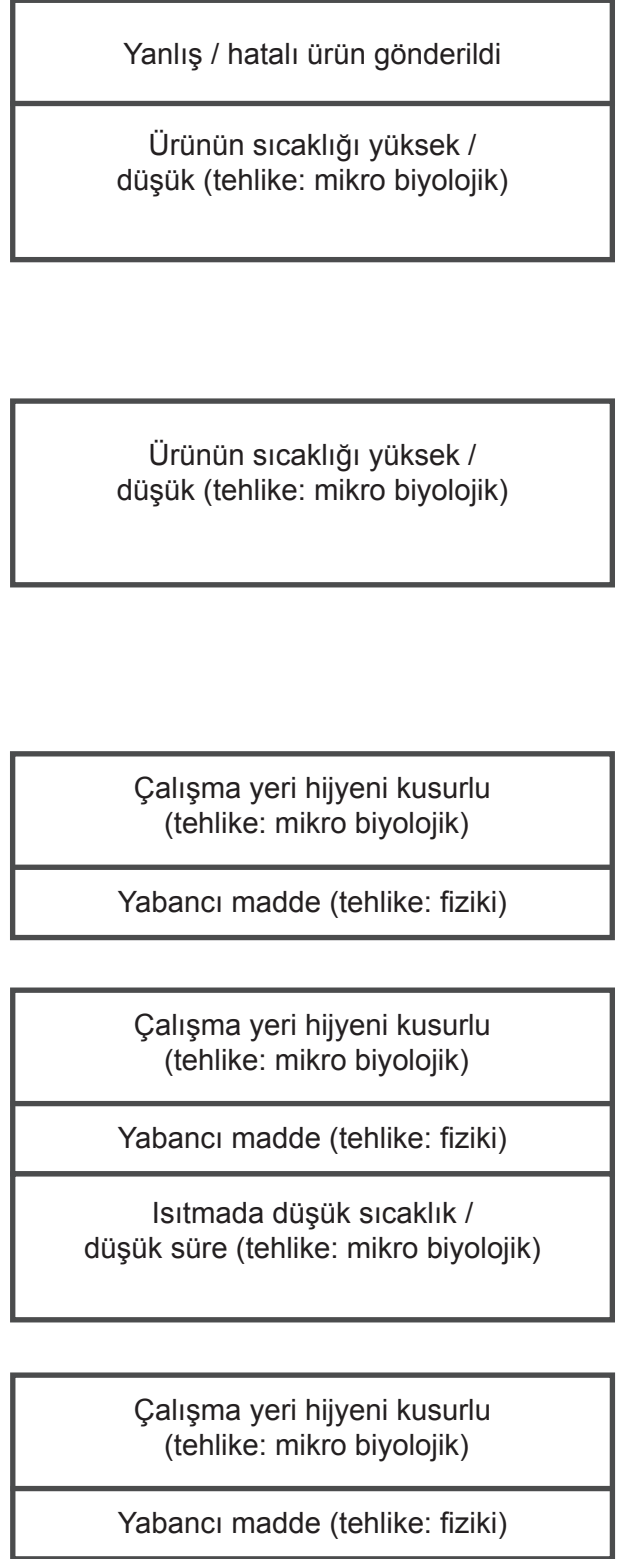 Yanlış / hatalı ürün gönderildi
Ürünün sıcaklığı yüksek /
düşük (tehlike: mikro biyolojik)
Ürünün sıcaklığı yüksek /
düşük (tehlike: mikro biyolojik)
Çalışma yeri hijyeni kusurlu
(tehlike: mikro biyolojik)
Yabancı madde (tehlike: fiziki)
Çalışma yeri hijyeni kusurlu
(tehlike: mikro biyolojik)
Yabancı madde (tehlike: fiziki)
Isıtmada düşük sıcaklık /
düşük süre (tehlike: mikro biyolojik)
Çalışma yeri hijyeni kusurlu
(tehlike: mikro biyolojik)
Yabancı madde (tehlike: fiziki)